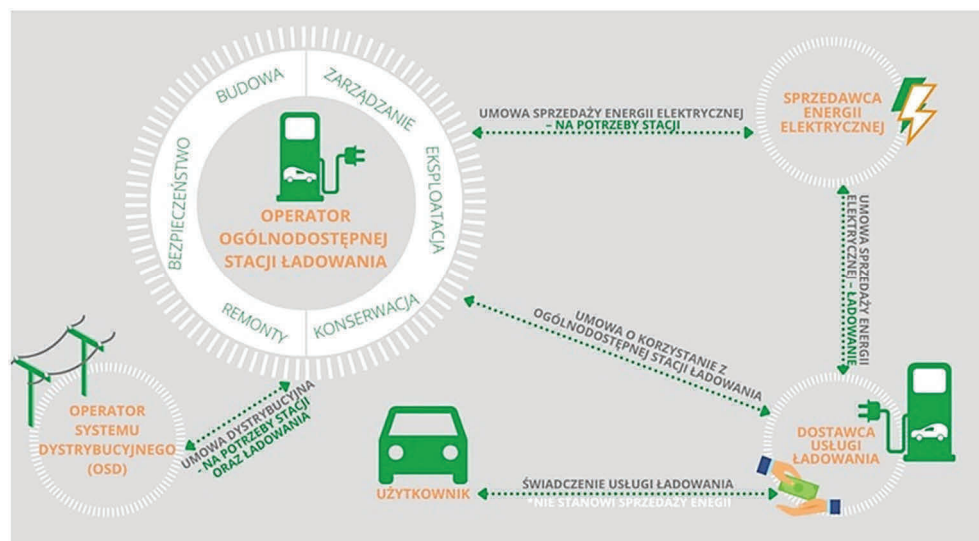 BUDOWA
ZARZĄDZANIE
BEZPIECZEŃSTWO
EKSPLOATACJA
REMONTY
KONSERWACJA
OPERATOR
OGÓLNODOSTĘPNEJ
STACJI ŁADOWANIA
UMOWA SPRZEDAŻY ENERGII ELEKTRYCZNEJ
– NA POTRZEBY STACJI
SPRZEDAWCA
ENERGII
ELEKTRYCZNEJ
UMOWA SPRZEDAŻY ENERGII
ELEKTRYCZNEJ – ŁADOWANIE
UMOWA O KORZYSTANIE Z
OGÓLNODOSTĘPNEJ STACJI ŁADOWANIA
OPERATOR
SYSTEMU
DYSTRYBUCYJNEGO
(OSD)
UMOWA DYSTRYBUCYJNA
- NA POTRZEBY STACJI
ORAZ ŁADOWANIA
UŻYTKOWNIK
ŚWIADCZENIE USŁUGI ŁADOWANIA
*NIE STANOWI SPRZEDAŻY ENEGII
DOSTAWCA
USŁUGI
ŁADOWANIA